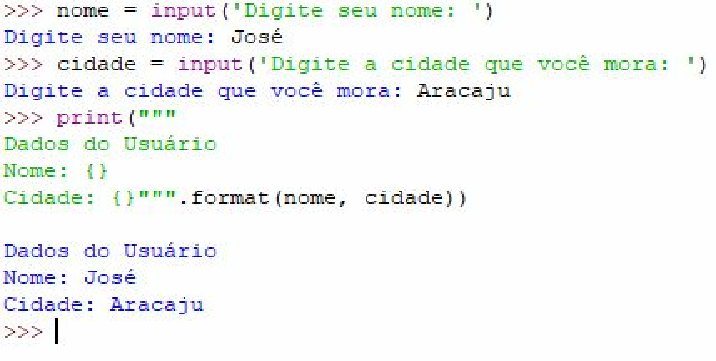 >>> nome = input('Digite seu nome: ')
Digite seu nome: José
>>> cidade = input('Digite a cidade que você mora: ')
Digite a cidade que você mora: Aracaju
>>> print("""
Dados do Usuário
Nome: {}
Cidade: {}""".format(nome, cidade))

Dados do Usuário
Nome: José
Cidade: Aracaju
>>>